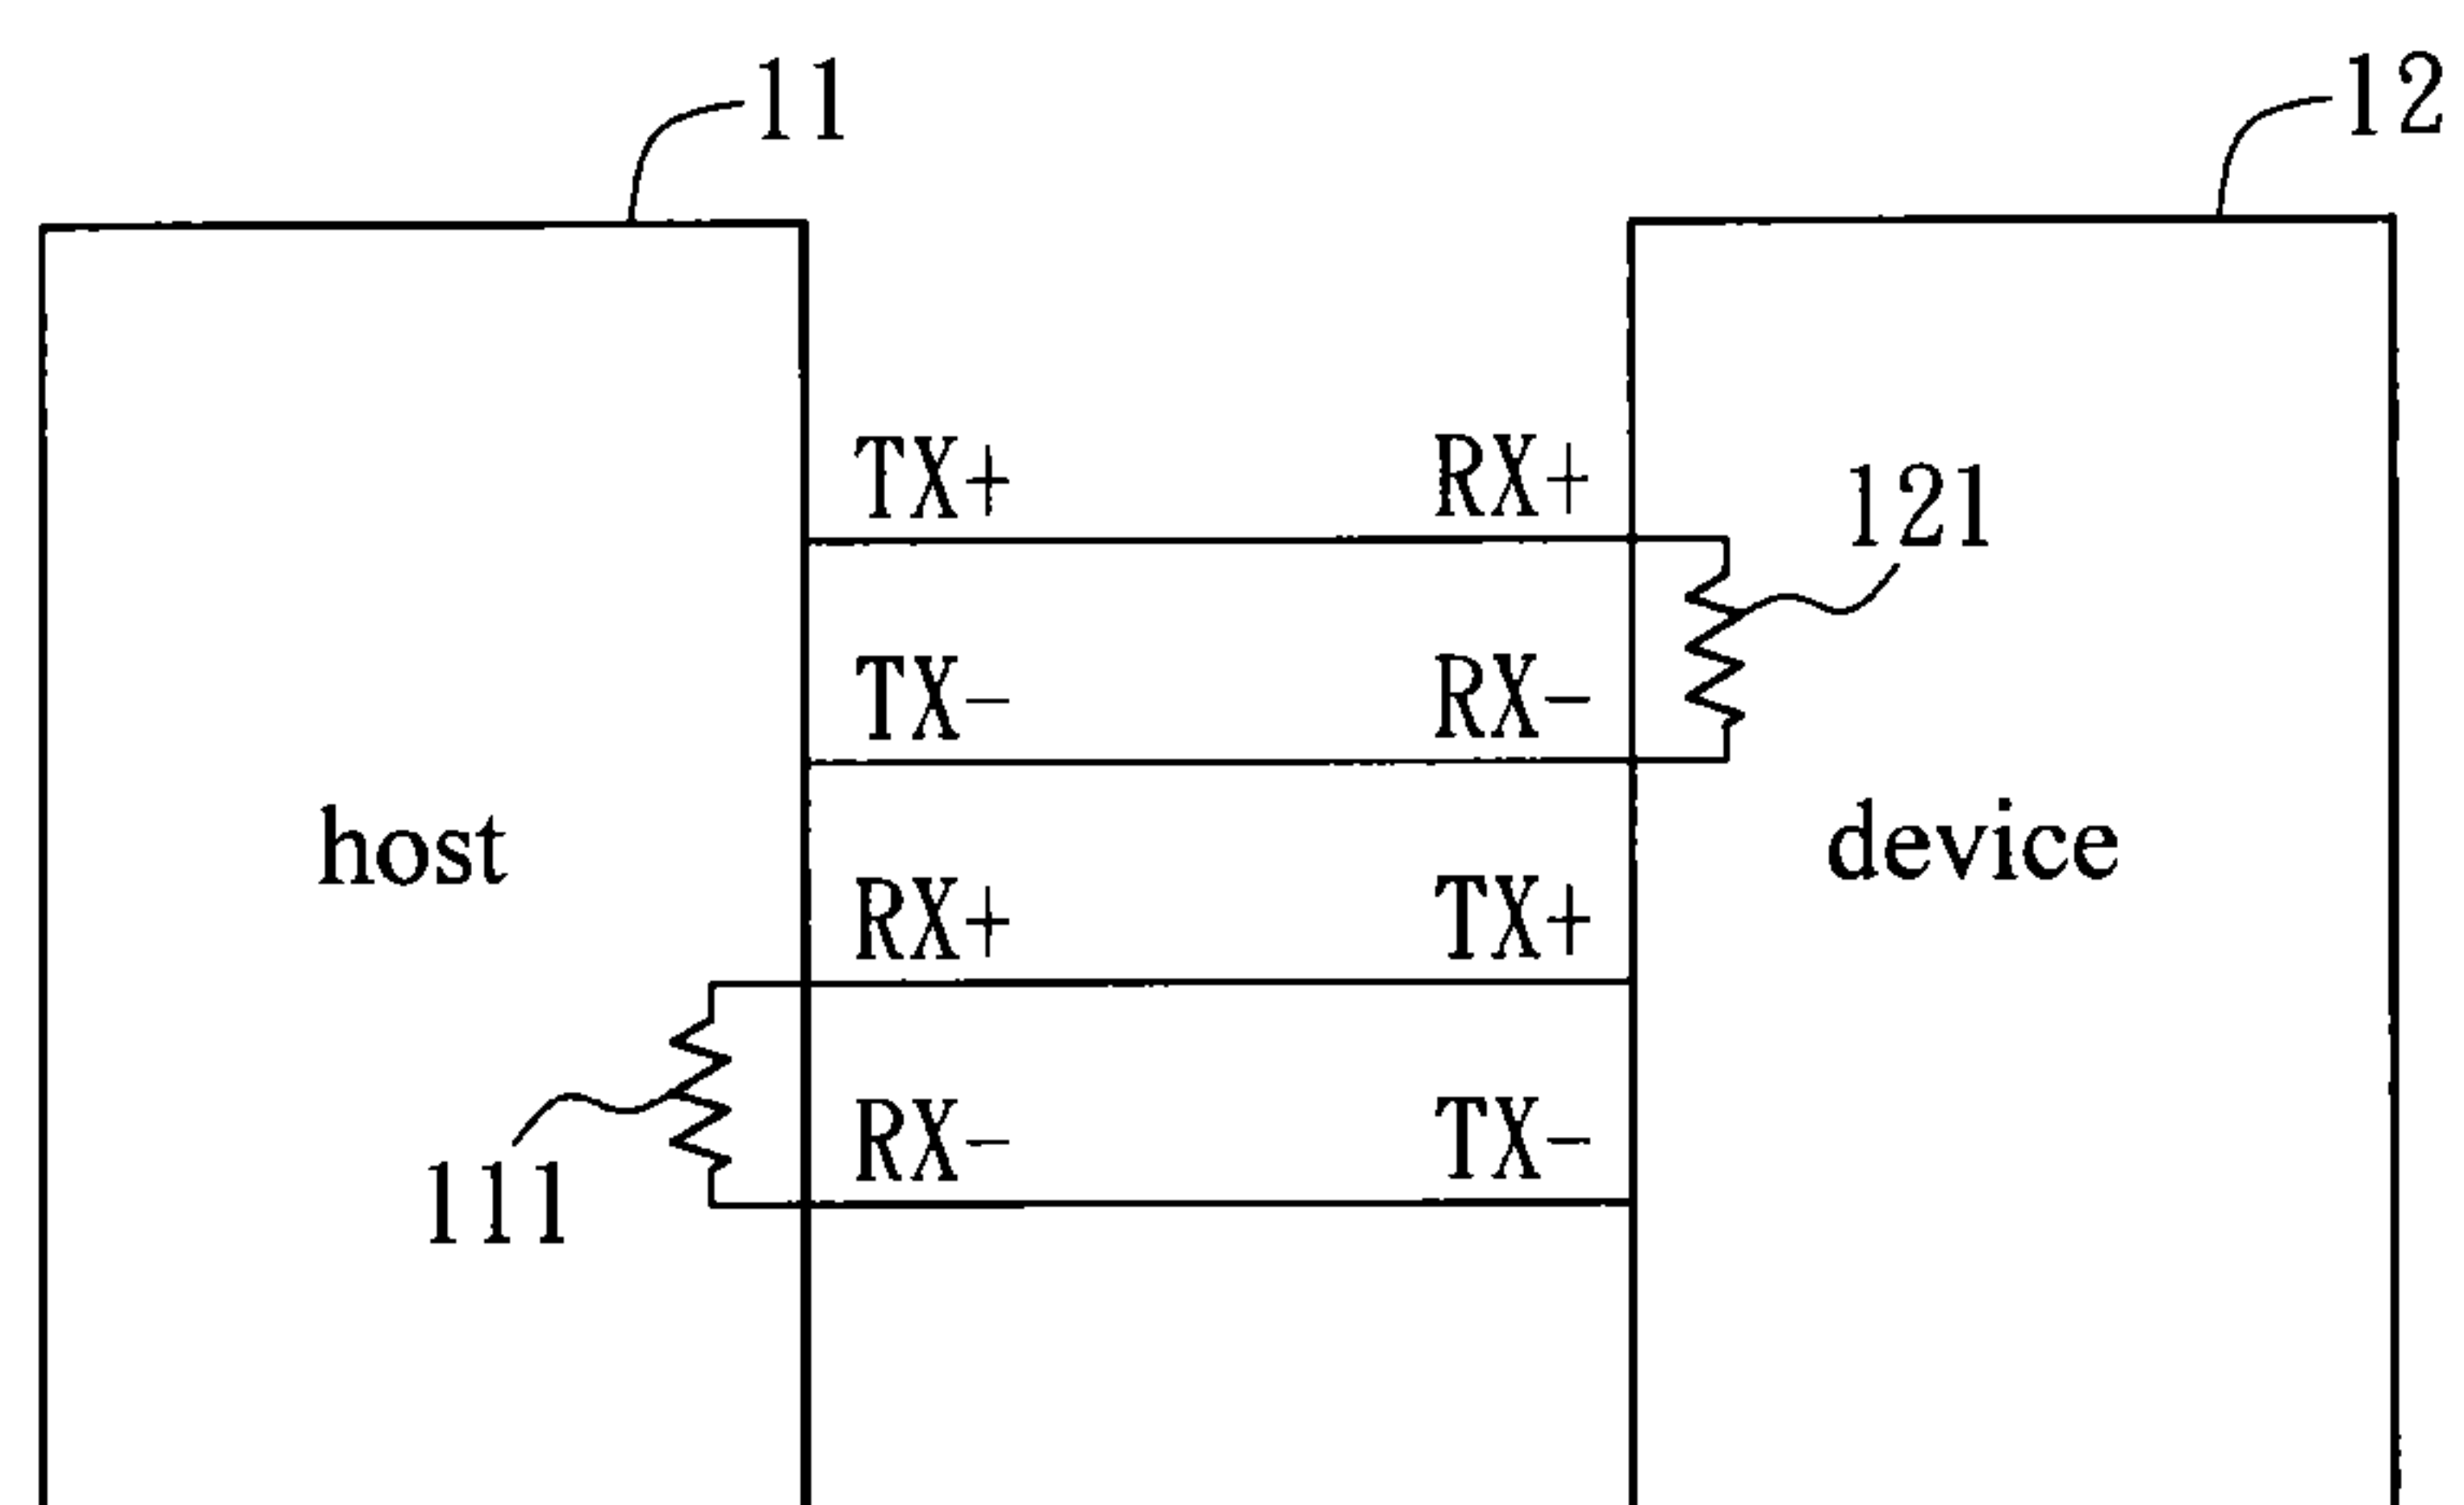 11
12
TX+ RX+
121
TX- RX-
host
device
RX+ TX+
RX- TX-
111